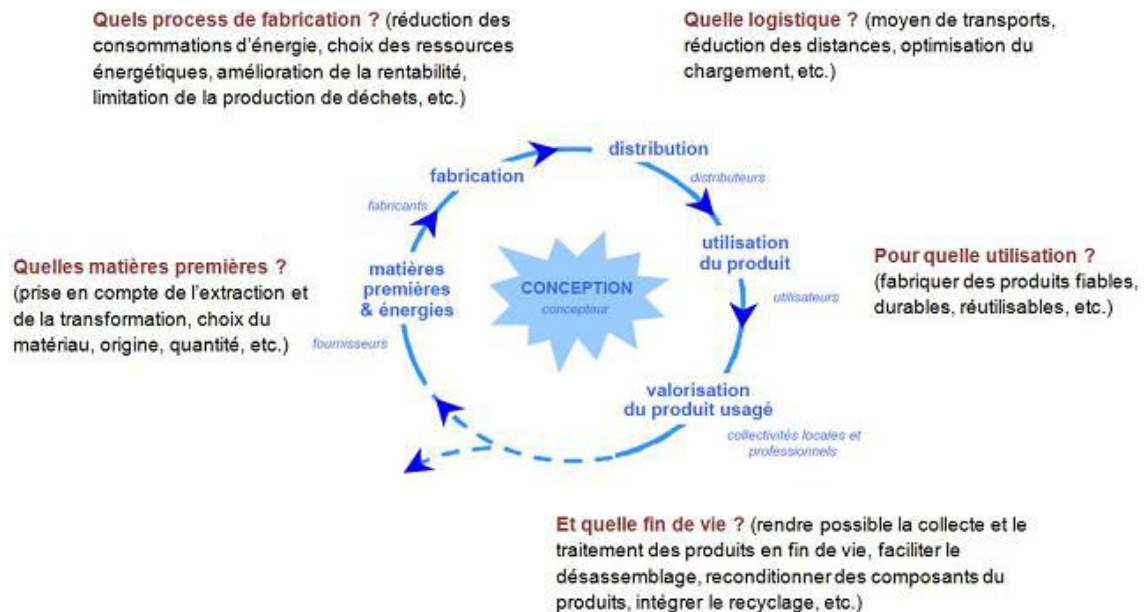 Quels process de fabrication ? (réduction des
consommations d'énergie, choix des ressources
énergétiques, amélioration de la rentabilité,
limitation de la production de déchets, etc.)
Quelle logistique ? (moyen de transports,
réduction des distances, optimisation du
chargement, etc.)
distribution
fabrication
distributeurs
fabricants
utilisation
du produit
Quelles matières premières ?
(prise en compte de l'extraction et
de la transformation, choix du
matériau, origine, quantité, etc.)
matières
premières
& énergies
CONCEPTION
concepteur
Pour quelle utilisation ?
(fabriquer des produits fiables,
durables, réutilisables, etc.)
utilisateurs
fournisseurs
valorisation
du produit usagé
collectivités locales et
professionnels
Et quelle fin de vie ? (rendre possible la collecte et le
traitement des produits en fin de vie, faciliter le
désassemblage, reconditionner des composants du
produits, intégrer le recyclage, etc.)